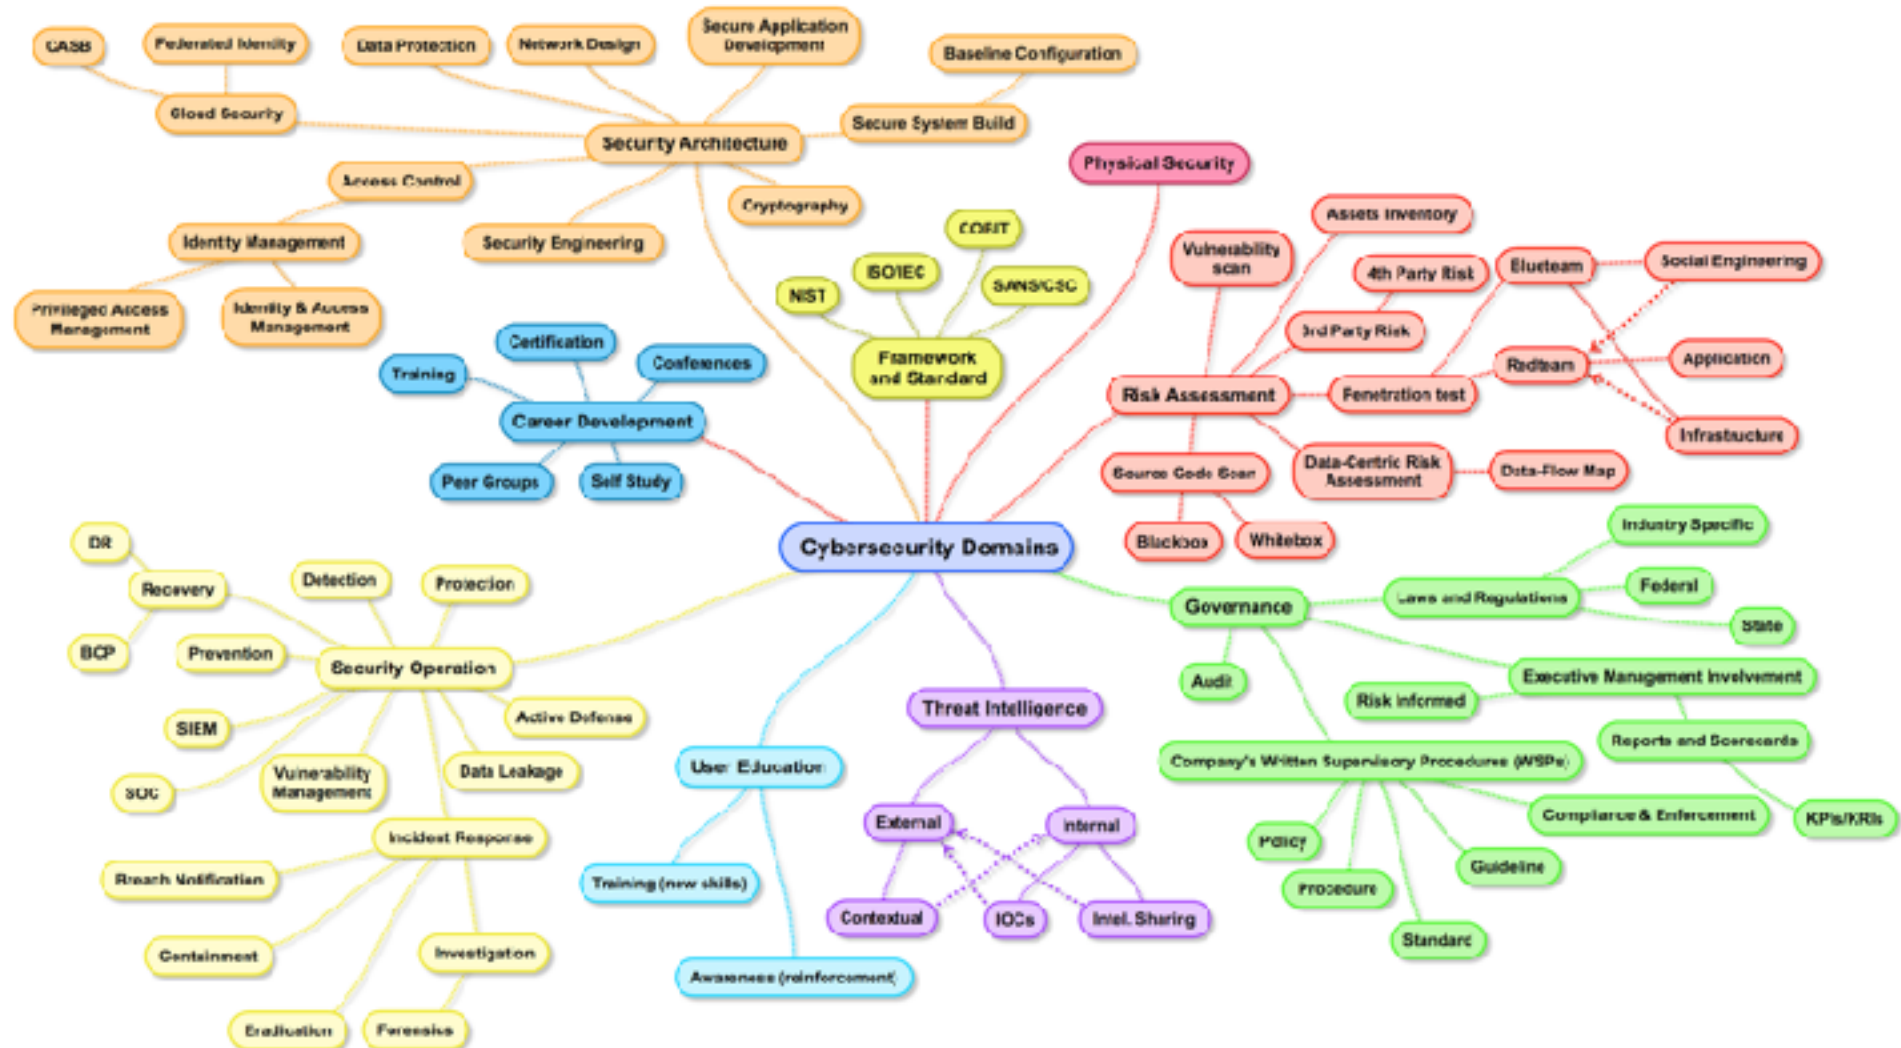 CASB
Federated Identity
Data Protection
Network Design
Secure Application
Development
Baseline Configuration
Cloud Security
Secure System Build
Security Architecture
Physical Security
Access Control
Cryptography
Identity Management
Security Engineering
Privileged Access
Management
Identity & Access
Management
COBIT
ISO/IEC
NIST
SANS/CSC
Framework
and Standard
Assets Inventory
Vulnerability
scan
4th Party Risk
3rd Party Risk
Blueteam
Social Engineering
Redteam
Application
Risk Assessment
Penetration test
Infrastructure
Source Code Scan
Data-Centric Risk
Assessment
Data-Flow Map
Blackbox
Whitebox
Certification
Training
Conferences
Career Development
Peer Groups
Self Study
Cybersecurity Domains
DR
Recovery
Detection
Protection
BCP
Prevention
Security Operation
SIEM
Active Defense
SOC
Vulnerability
Management
Data Leakage
Incident Response
Breach Notification
Containment
Investigation
Eradication
Forensics
User Education
Training (new skills)
Awareness (reinforcement)
Threat Intelligence
External
Internal
Contextual
IOCs
Intel. Sharing
Industry Specific
Governance
Laws and Regulations
Federal
State
Audit
Executive Management Involvement
Risk Informed
Reports and Scorecards
Company's Written Supervisory Procedures (WSPs)
Compliance & Enforcement
KPIs/KRIs
Policy
Procedure
Guideline
Standard